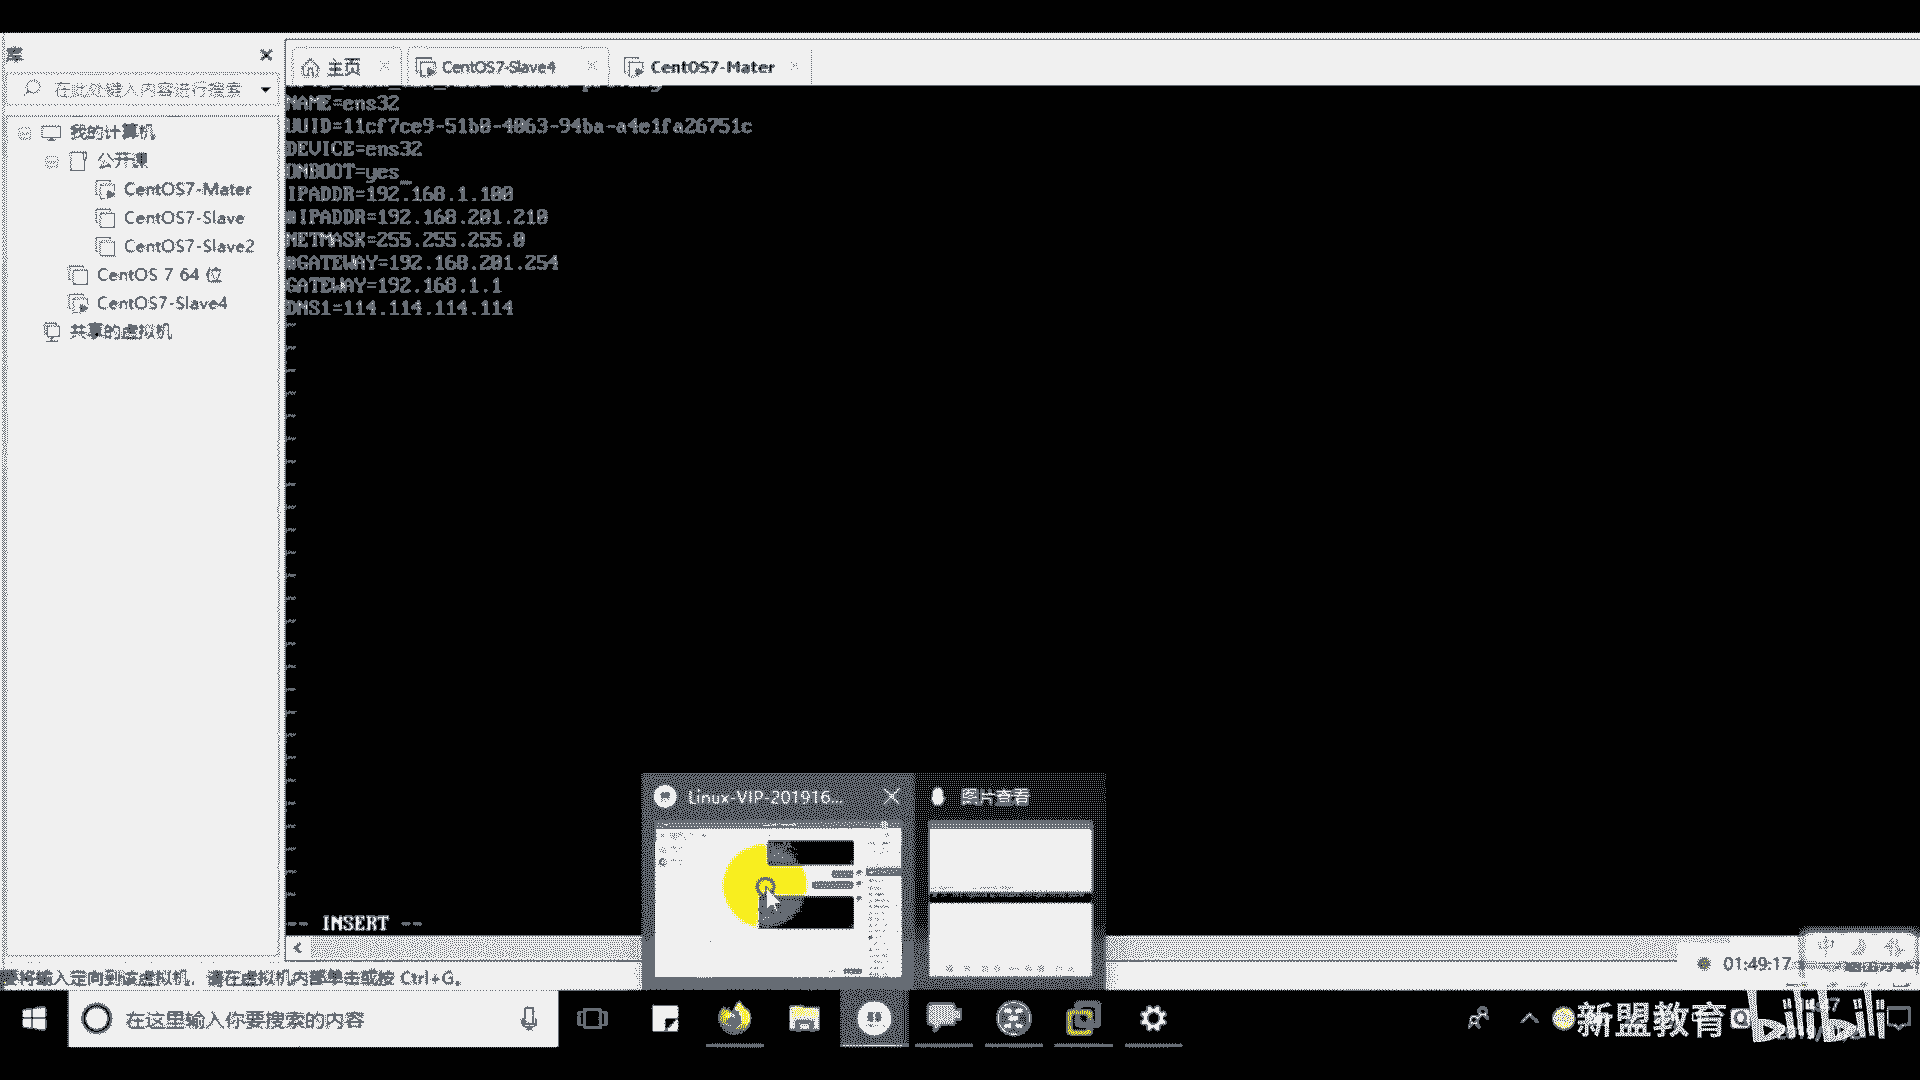 库
主页
CentOS7-Slave4
CentOS7-Mater
在此处键入内容进行搜索
我的计算机
公开课
CentOS7-Mater
CentOS7-Slave
CentOS7-Slave2
CentOS 7 64 位
CentOS7-Slave4
共享的虚拟机
NAME=ens32
UUID=11cf7ce9-51b0-4063-94ba-a4e1fa26751c
DEVICE=ens32
ONBOOT=yes
IPADDR=192.168.1.100
#IPADDR=192.168.201.210
NETMASK=255.255.255.0
#GATEWAY=192.168.201.254
GATEWAY=192.168.1.1
DNS1=114.114.114.114
-- INSERT --
Linux-VIP-201916...
图片查看
要将输入定向到该虚拟机，请在虚拟机内部单击或按 Ctrl+G。
01:49:17
在这里输入你要搜索的内容
新盟教育
bilibili